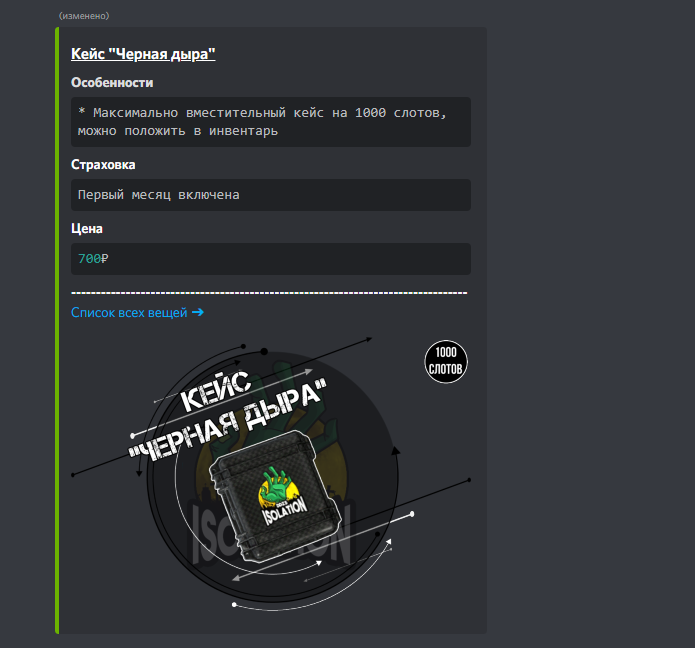 (изменено)
Кейс "Черная дыра"
Особенности
* Максимально вместительный кейс на 1000 слотов,
можно положить в инвентарь
Страховка
Первый месяц включена
Цена
700₽
--------------------------------------------------------------------------------
Список всех вещей ➔
1000
СЛОТОВ
КЕЙС
"ЧЕРНАЯ ДЫРА"
ISOLATION
ISOLATION